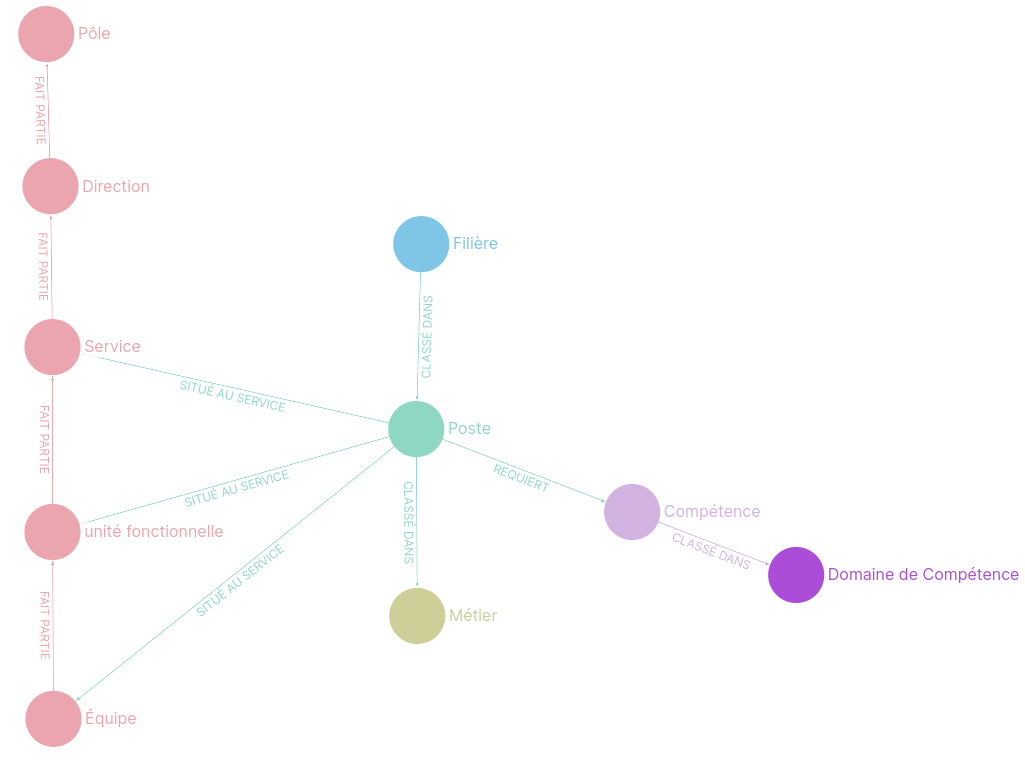 Pôle
FAIT PARTIE
Direction
FAIT PARTIE
Filière
CLASSÉ DANS
Service
SITUÉ AU SERVICE
FAIT PARTIE
Poste
SITUÉ AU SERVICE
REQUIERT
CLASSÉ DANS
Compétence
unité fonctionnelle
CLASSÉ DANS
Domaine de Compétence
SITUÉ AU SERVICE
Métier
FAIT PARTIE
Équipe